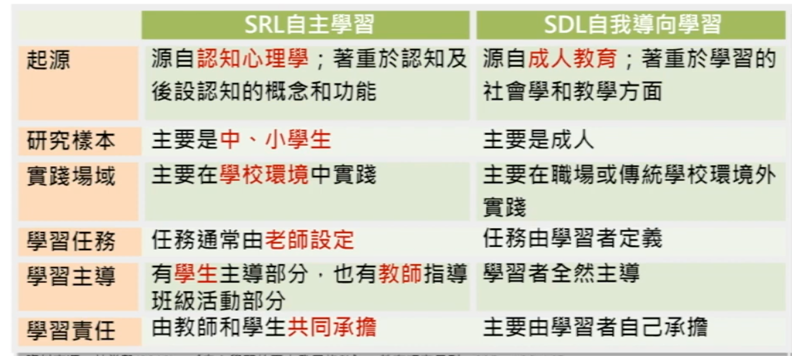 SRL自主學習 SDL自我導向學習
起源 源自認知心理學；著重於認知及 源自成人教育；著重於學習的
後設認知的概念和功能 社會學和教學方面
研究樣本 主要是中、小學生 主要是成人
實踐場域 主要在學校環境中實踐 主要在職場或傳統學校環境外
實踐
學習任務 任務通常由老師設定 任務由學習者定義
學習主導 有學生主導部分，也有教師指導 學習者全然主導
班級活動部分
學習責任 由教師和學生共同承擔 主要由學習者自己承擔